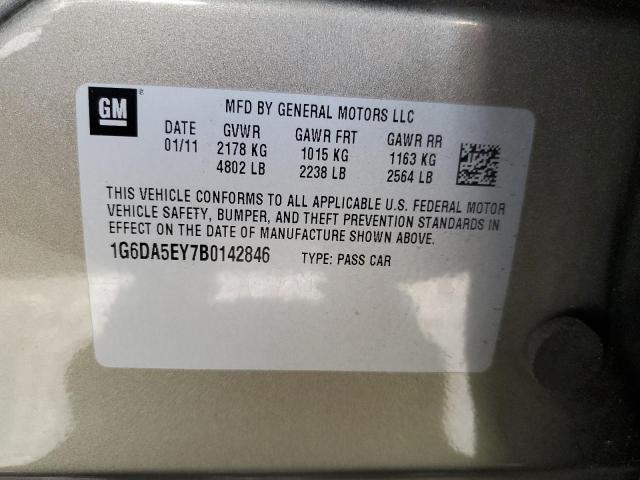 GM®
MFD BY GENERAL MOTORS LLC
DATE GVWR GAWR FRT GAWR RR
01/11 2178 KG 1015 KG 1163 KG
4802 LB 2238 LB 2564 LB
THIS VEHICLE CONFORMS TO ALL APPLICABLE U.S. FEDERAL MOTOR
VEHICLE SAFETY, BUMPER, AND THEFT PREVENTION STANDARDS IN
EFFECT ON THE DATE OF MANUFACTURE SHOWN ABOVE.
1G6DA5EY7B0142846 TYPE: PASS CAR